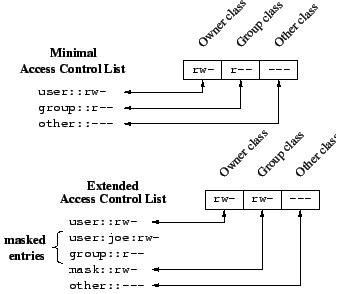 Owner class
Group class
Other class
Minimal
Access Control List
rw- r-- ---
user::rw-
group::r--
other::---
Owner class
Group class
Other class
Extended
Access Control List
rw- rw- ---
user::rw-
masked
entries
user:joe:rw-
group::r--
mask::rw-
other::---